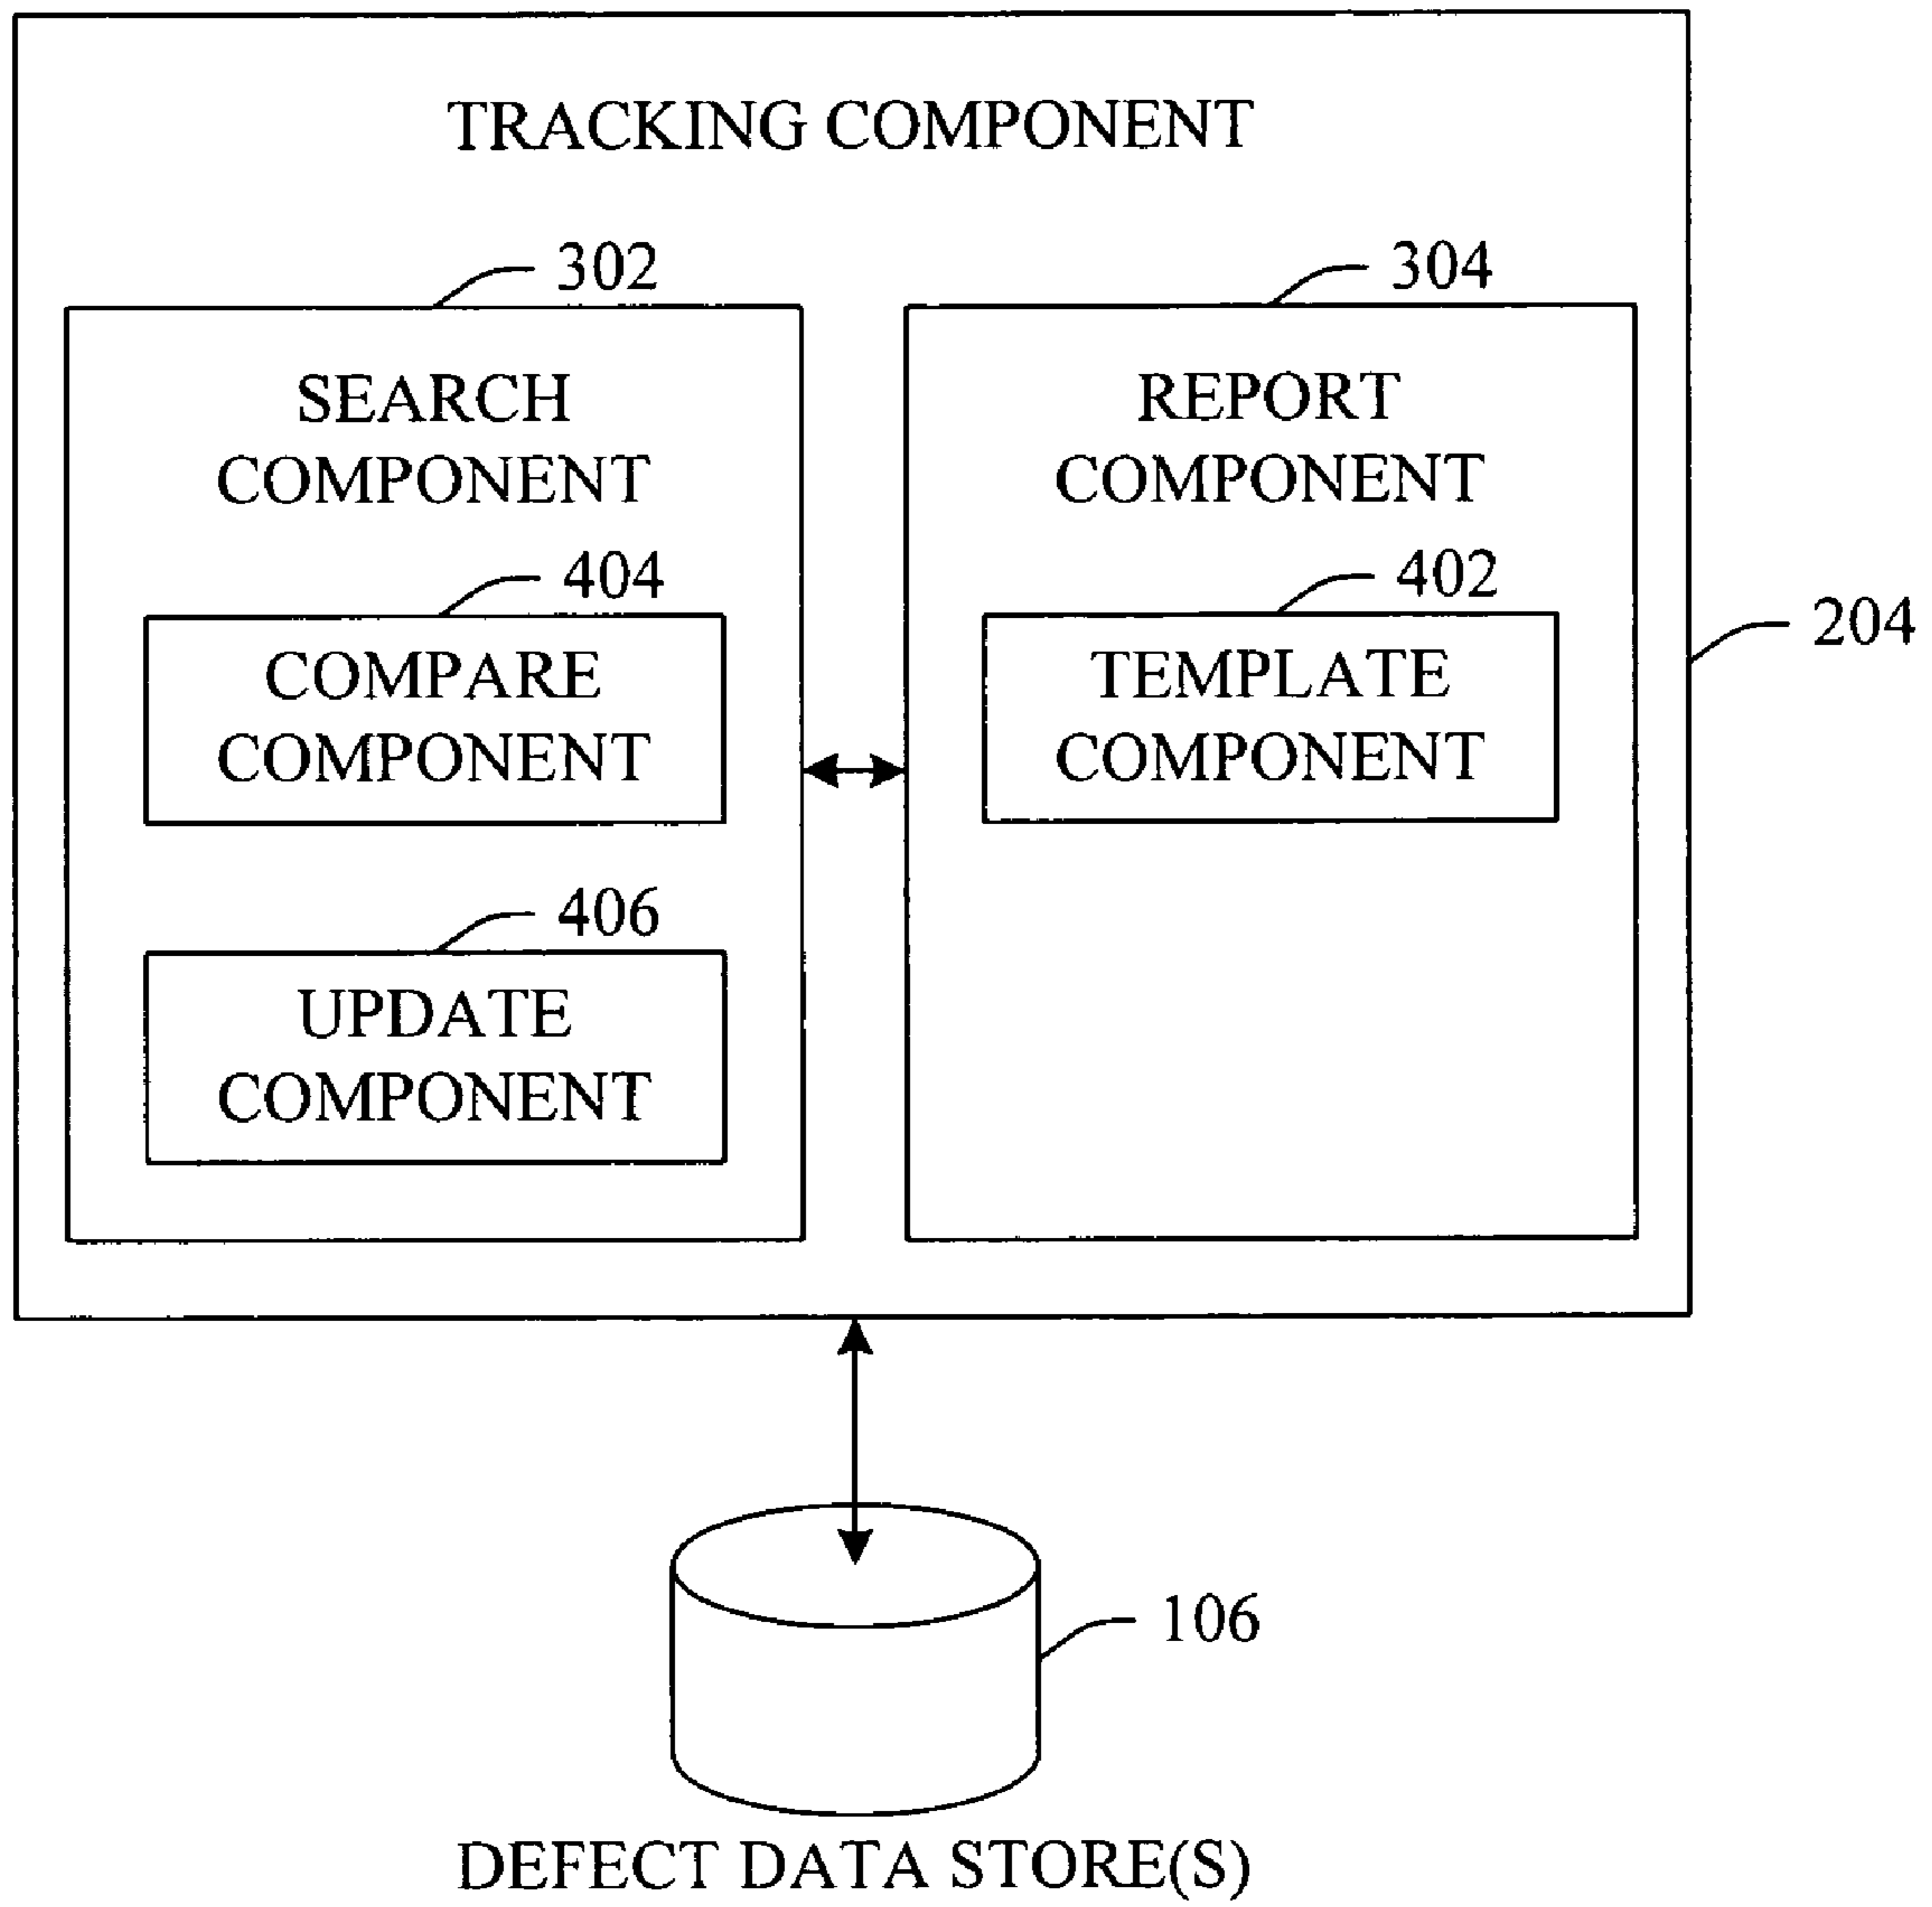 TRACKING COMPONENT
302
304
SEARCH
COMPONENT
REPORT
COMPONENT
404
402
204
COMPARE
COMPONENT
TEMPLATE
COMPONENT
406
UPDATE
COMPONENT
106
DEFECT DATA STORE(S)